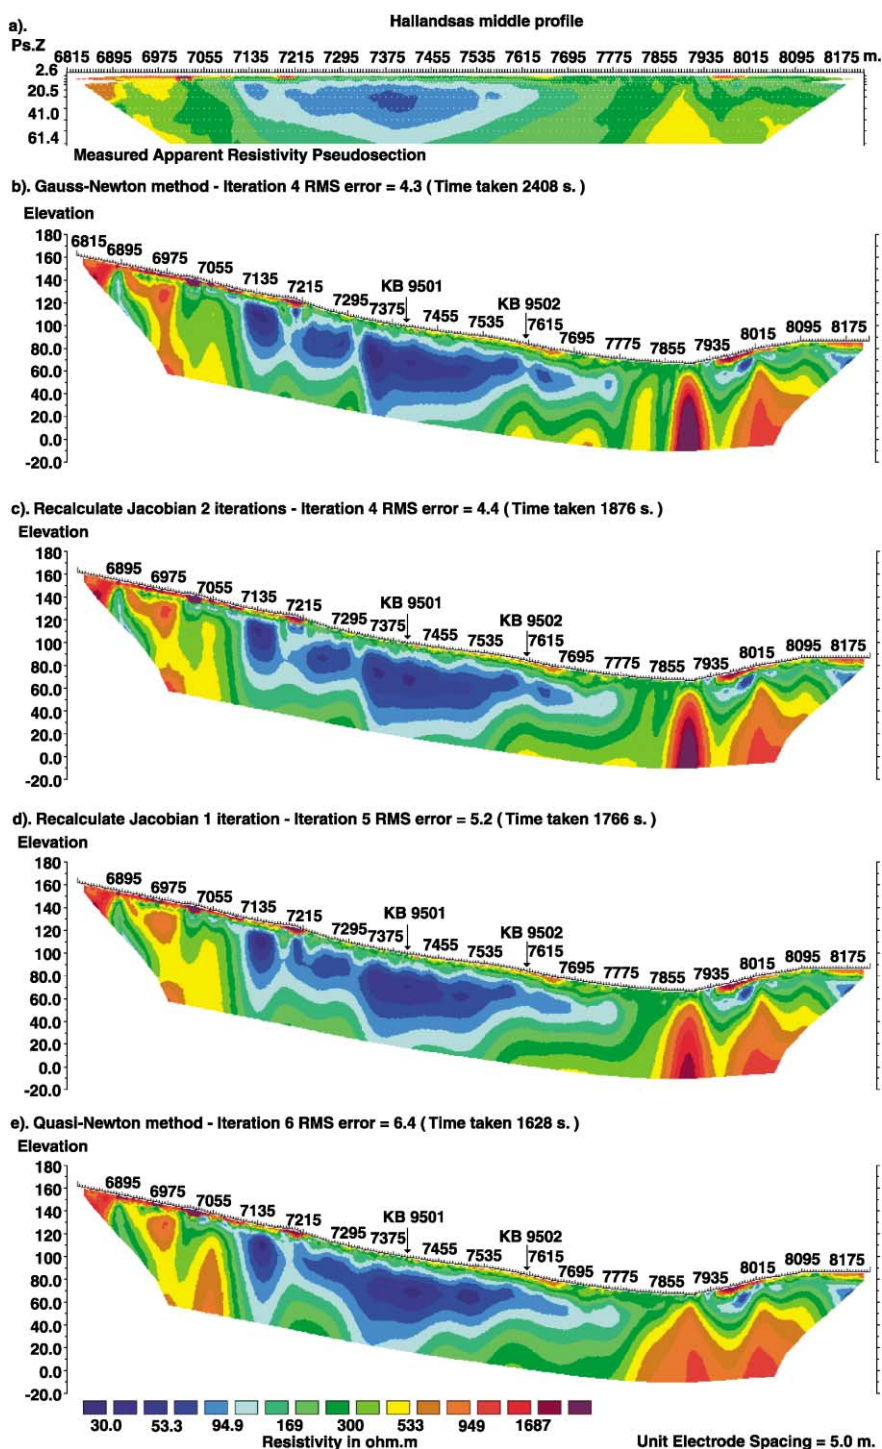 a).
Hallandsas middle profile
Ps.Z
6815 6895 6975 7055 7135 7215 7295 7375 7455 7535 7615 7695 7775 7855 7935 8015 8095 8175 m.
2.6
20.5
41.0
61.4
Measured Apparent Resistivity Pseudosection
b). Gauss-Newton method - Iteration 4 RMS error = 4.3 ( Time taken 2408 s. )
Elevation
180
160
140
120
100
80.0
60.0
40.0
20.0
0.0
-20.0
6815 6895 6975 7055 7135 7215 7295 7375 7455 7535 7615 7695 7775 7855 7935 8015 8095 8175
KB 9501
KB 9502
c). Recalculate Jacobian 2 iterations - Iteration 4 RMS error = 4.4 ( Time taken 1876 s. )
Elevation
180
160
140
120
100
80.0
60.0
40.0
20.0
0.0
-20.0
6895 6975 7055 7135 7215 7295 7375 7455 7535 7615 7695 7775 7855 7935 8015 8095 8175
KB 9501
KB 9502
d). Recalculate Jacobian 1 iteration - Iteration 5 RMS error = 5.2 ( Time taken 1766 s. )
Elevation
180
160
140
120
100
80.0
60.0
40.0
20.0
0.0
-20.0
6895 6975 7055 7135 7215 7295 7375 7455 7535 7615 7695 7775 7855 7935 8015 8095 8175
KB 9501
KB 9502
e). Quasi-Newton method - Iteration 6 RMS error = 6.4 ( Time taken 1628 s. )
Elevation
180
160
140
120
100
80.0
60.0
40.0
20.0
0.0
-20.0
6895 6975 7055 7135 7215 7295 7375 7455 7535 7615 7695 7775 7855 7935 8015 8095 8175
KB 9501
KB 9502
30.0 53.3 94.9 169 300 533 949 1687
Resistivity in ohm.m
Unit Electrode Spacing = 5.0 m.